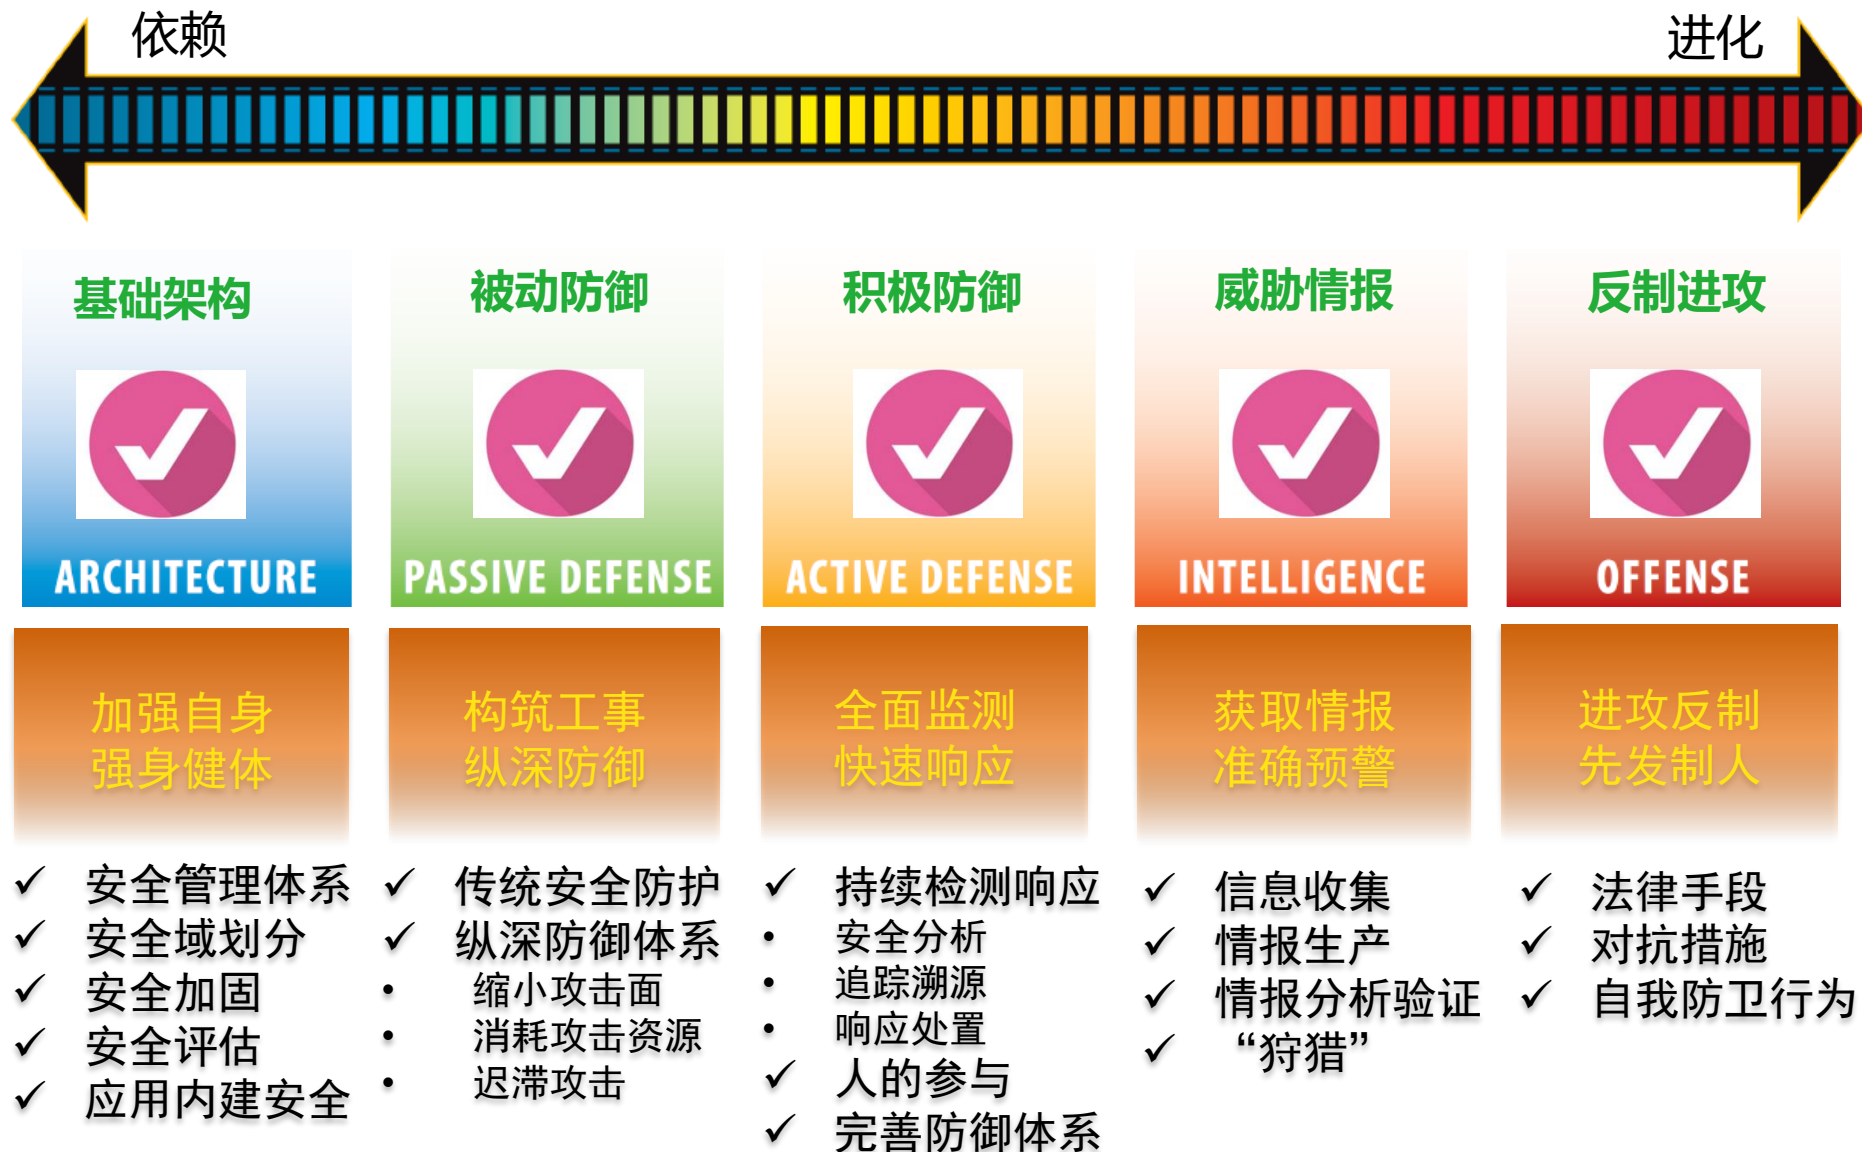 依赖
进化
基础架构
ARCHITECTURE
加强自身
强身健体
✓ 安全管理体系
✓ 安全域划分
✓ 安全加固
✓ 安全评估
✓ 应用内建安全
被动防御
PASSIVE DEFENSE
构筑工事
纵深防御
✓ 传统安全防护
✓ 纵深防御体系
• 缩小攻击面
• 消耗攻击资源
• 迟滞攻击
积极防御
ACTIVE DEFENSE
全面监测
快速响应
✓ 持续检测响应
• 安全分析
• 追踪溯源
• 响应处置
✓ 人的参与
✓ 完善防御体系
威胁情报
INTELLIGENCE
获取情报
准确预警
✓ 信息收集
✓ 情报生产
✓ 情报分析验证
✓ “狩猎”
反制进攻
OFFENSE
进攻反制
先发制人
✓ 法律手段
✓ 对抗措施
✓ 自我防卫行为